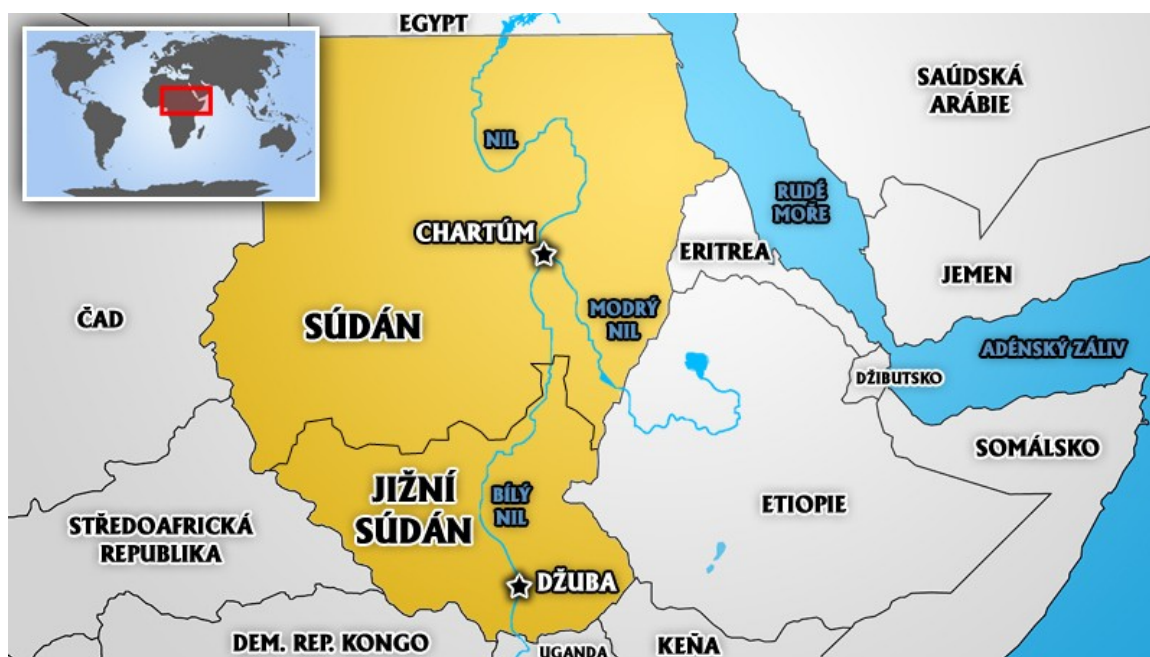 EGYPT
SAÚDSKÁ
ARÁBIE
NIL
RUDÉ
MOŘE
CHARTÚM
ERITREA
JEMEN
ČAD
SÚDÁN
MODRÝ
NIL
ADÉNSKÝ ZÁLIV
DŽIBUTSKO
SOMÁLSKO
JIŽNÍ
SÚDÁN
BÍLÝ
NIL
ETIOPIE
STŘEDOAFRICKÁ
REPUBLIKA
DŽUBA
DEM. REP. KONGO
UGANDA
KEŇA